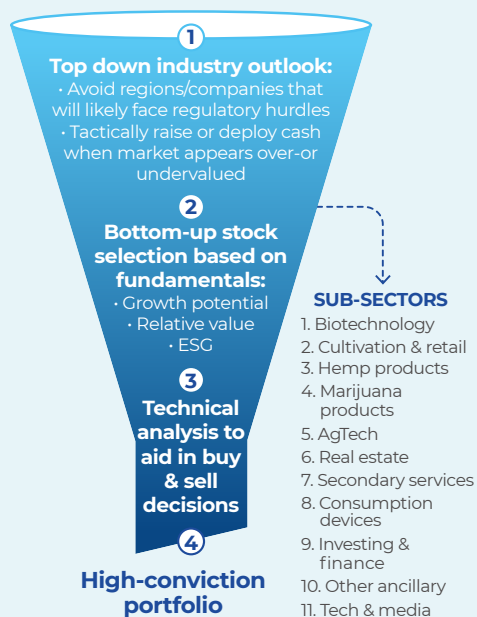 1
Top down industry outlook:
· Avoid regions/companies that
will likely face regulatory hurdles
· Tactically raise or deploy cash
when market appears over-or
undervalued
2
Bottom-up stock
selection based on
fundamentals:
· Growth potential
· Relative value
· ESG
3
Technical
analysis to
aid in buy
& sell
decisions
4
High-conviction
portfolio
SUB-SECTORS
1. Biotechnology
2. Cultivation & retail
3. Hemp products
4. Marijuana
products
5. AgTech
6. Real estate
7. Secondary services
8. Consumption
devices
9. Investing &
finance
10. Other ancillary
11. Tech & media